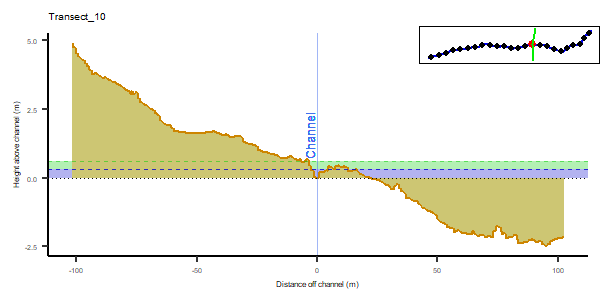 Transect_10
5.0
2.5
0.0
-2.5
Height above channel (m)
Channel
-100
-50
0
50
100
Distance off channel (m)